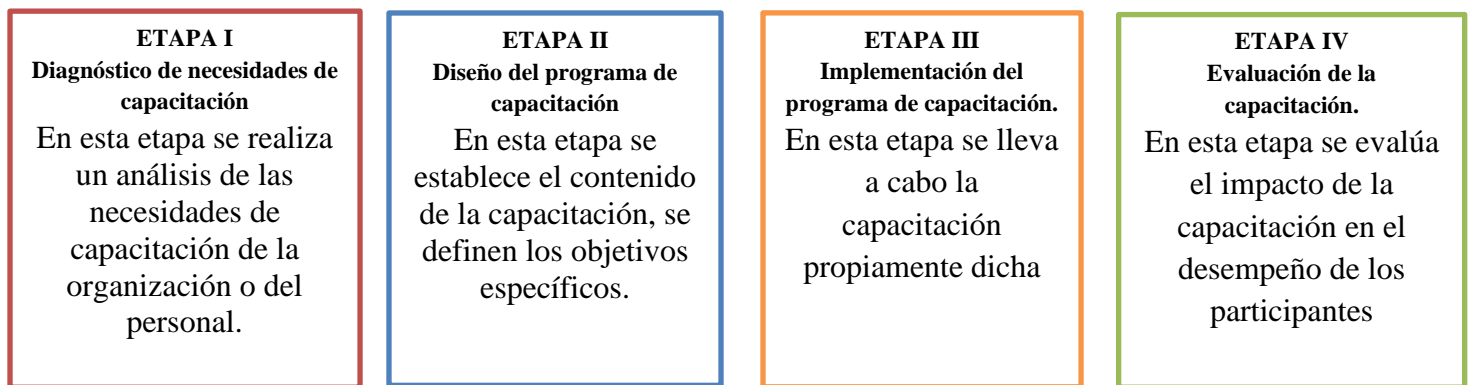 ETAPA I
Diagnóstico de necesidades de
capacitación
En esta etapa se realiza
un análisis de las
necesidades de
capacitación de la
organización o del
personal.
ETAPA II
Diseño del programa de
capacitación
En esta etapa se
establece el contenido
de la capacitación, se
definen los objetivos
específicos.
ETAPA III
Implementación del
programa de capacitación.
En esta etapa se lleva
a cabo la
capacitación
propiamente dicha
ETAPA IV
Evaluación de la
capacitación.
En esta etapa se evalúa
el impacto de la
capacitación en el
desempeño de los
participantes